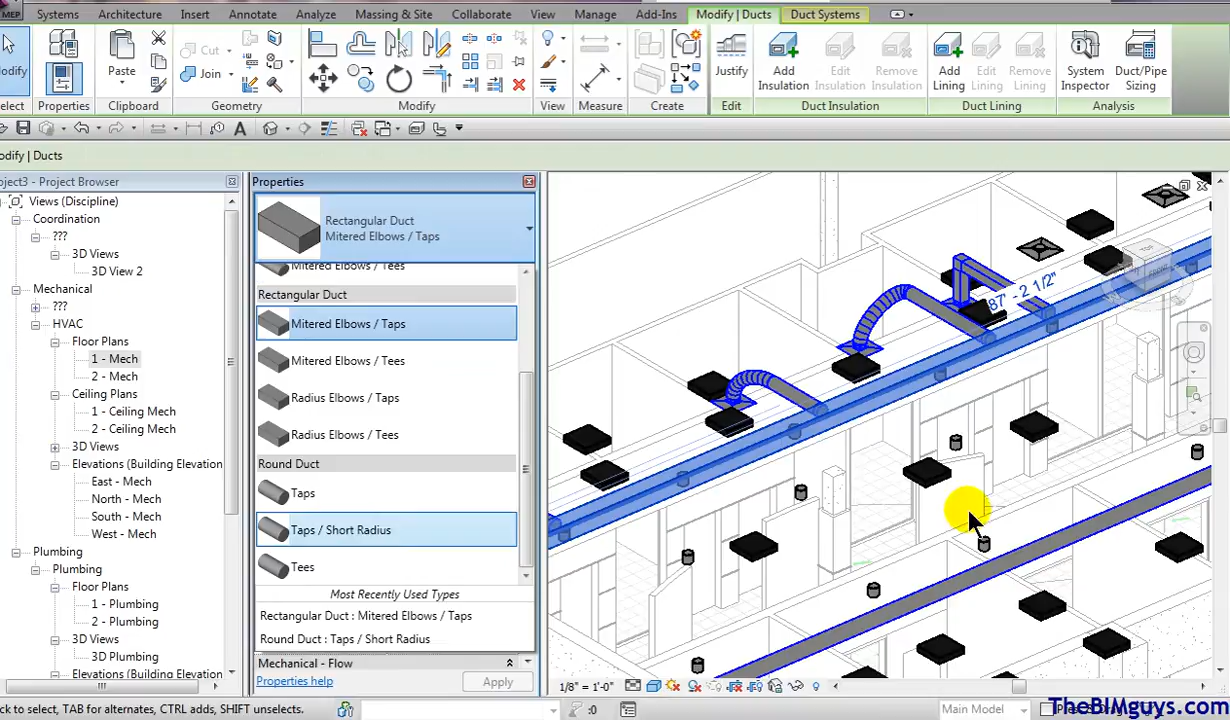 MEP
Systems Architecture Insert Annotate Analyze Massing & Site Collaborate View Manage Add-Ins Modify | Ducts Duct Systems
Modify Paste Cut Join Justify Add Insulation Edit Insulation Remove Insulation Add Lining Edit Lining Remove Lining System Inspector Duct/Pipe Sizing
Select Properties Clipboard Geometry Modify View Measure Create Edit Duct Insulation Duct Lining Analysis
A
Modify | Ducts
oject3 - Project Browser
Views (Discipline)
Coordination
???
3D Views
3D View 2
Mechanical
???
HVAC
Floor Plans
1 - Mech
2 - Mech
Ceiling Plans
1 - Ceiling Mech
2 - Ceiling Mech
3D Views
Elevations (Building Elevation
East - Mech
North - Mech
South - Mech
West - Mech
Plumbing
Plumbing
Floor Plans
1 - Plumbing
2 - Plumbing
3D Views
3D Plumbing
Elevations (Building Elevation
Properties
Rectangular Duct
Mitered Elbows / Taps
Mitered Elbows / Tees
Rectangular Duct
Mitered Elbows / Taps
Mitered Elbows / Tees
Radius Elbows / Taps
Radius Elbows / Tees
Round Duct
Taps
Taps / Short Radius
Tees
Most Recently Used Types
Rectangular Duct : Mitered Elbows / Taps
Round Duct : Taps / Short Radius
Mechanical - Flow
Properties help
Apply
87' - 2 1/2"
TOP
FRONT
1/8" = 1'-0"
ck to select, TAB for alternates, CTRL adds, SHIFT unselects.
:0
Main Model
TheBIMguys.com